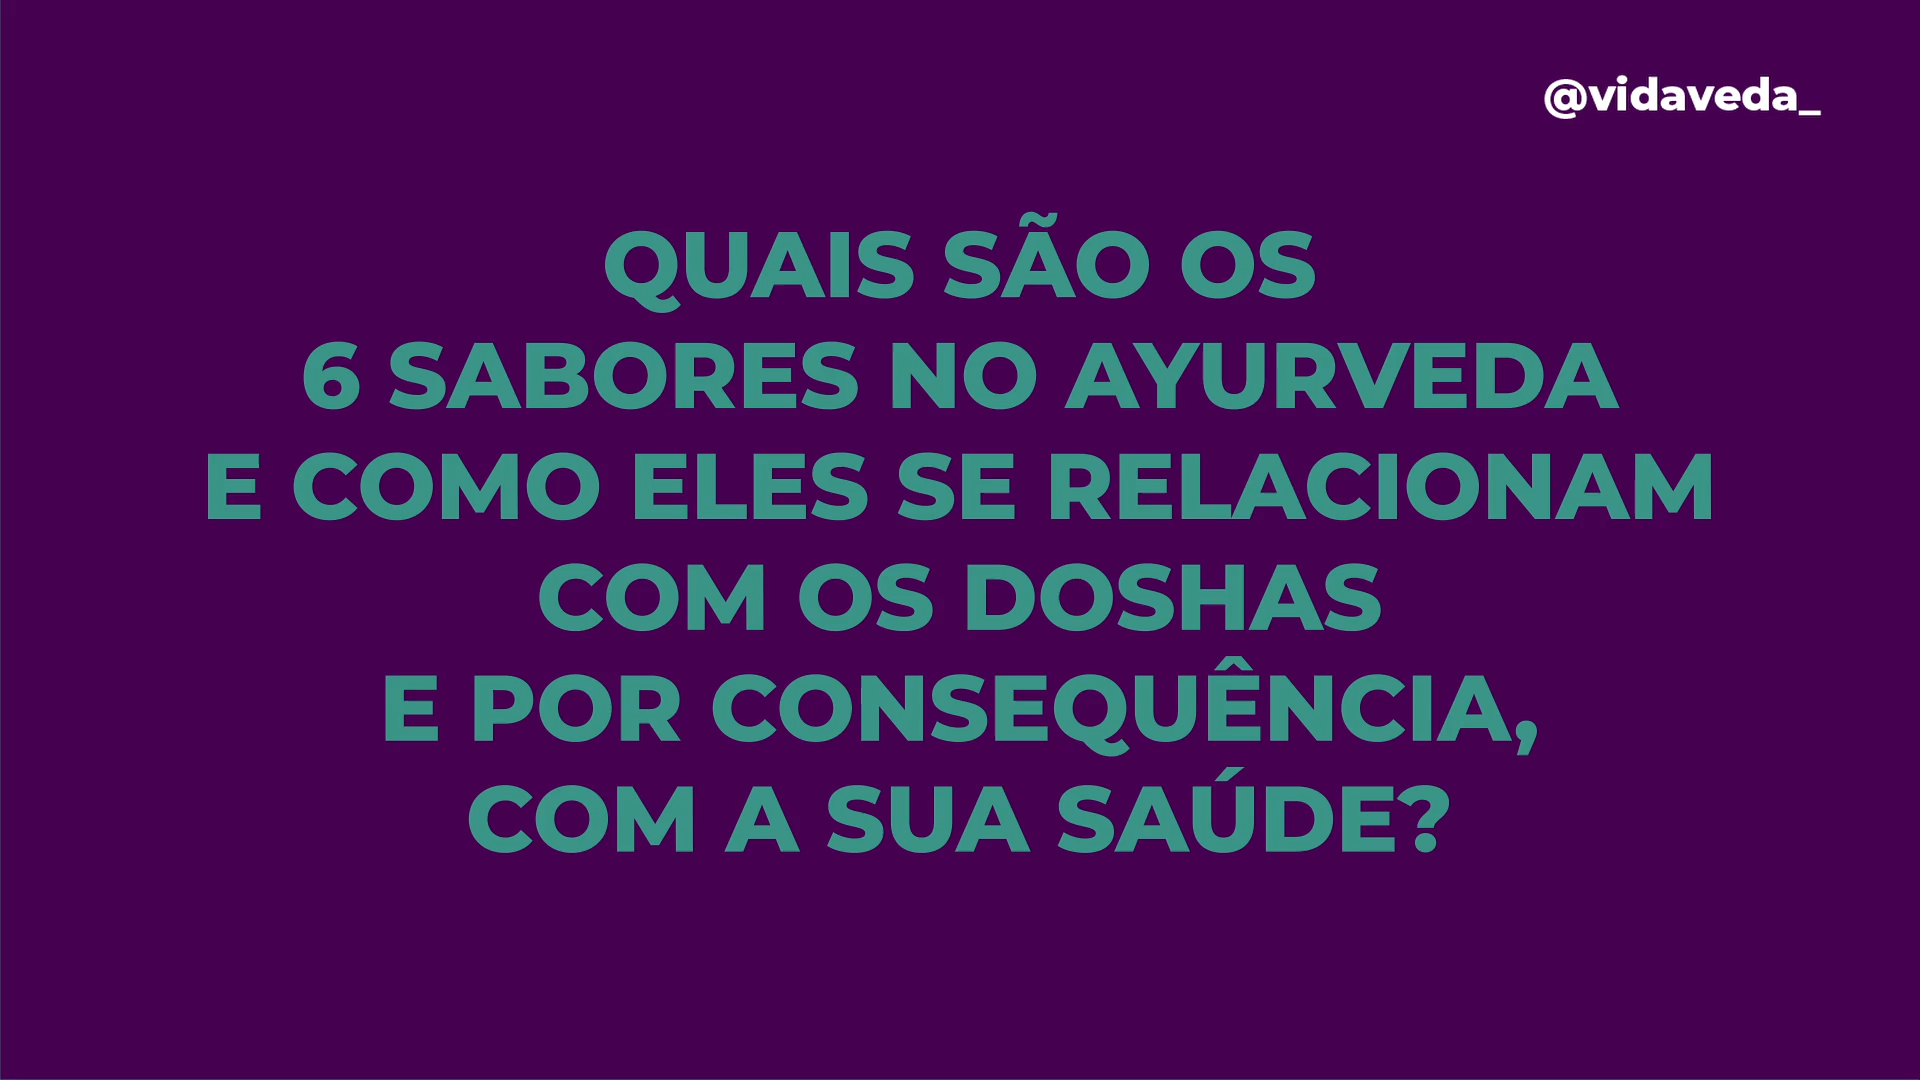 @vidaveda_
QUAIS SÃO OS
6 SABORES NO AYURVEDA
E COMO ELES SE RELACIONAM
COM OS DOSHAS
E POR CONSEQUÊNCIA,
COM A SUA SAÚDE?